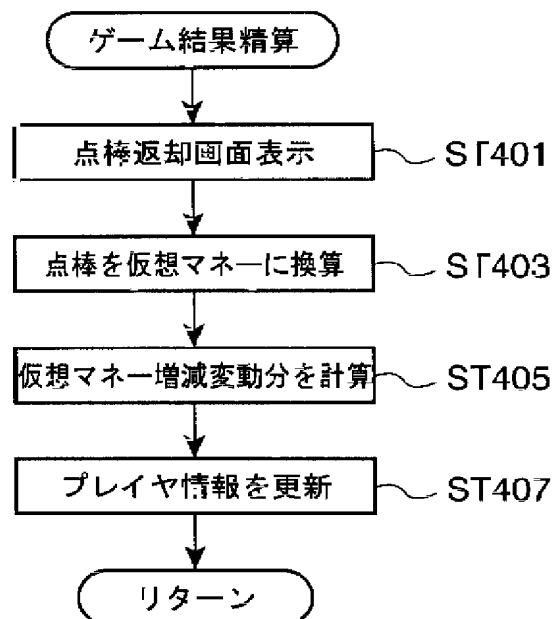 ゲーム結果精算
点棒返却画面表示 ST401
点棒を仮想マネーに換算 ST403
仮想マネー増減変動分を計算 ST405
プレイヤ情報を更新 ST407
リターン